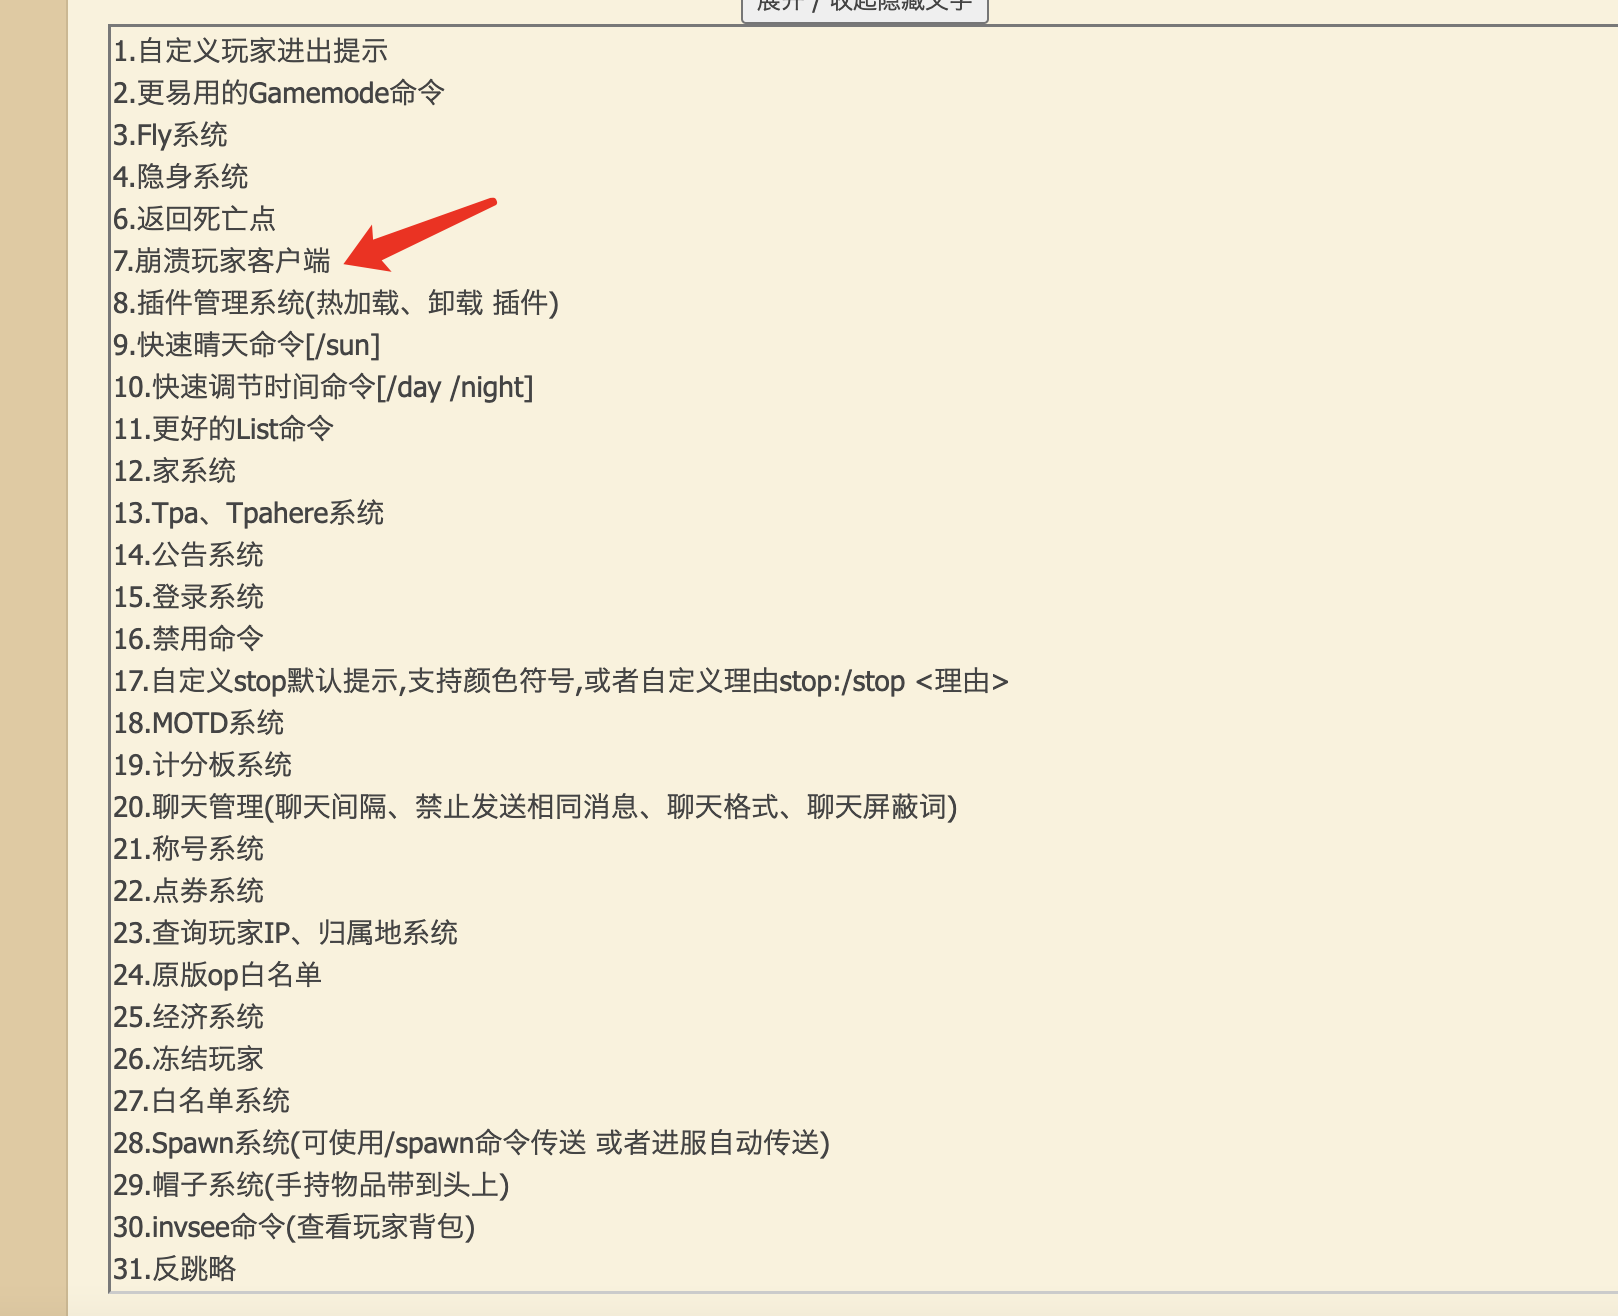 展开 / 收起隐藏文字
1.自定义玩家进出提示
2.更易用的Gamemode命令
3.Fly系统
4.隐身系统
6.返回死亡点
7.崩溃玩家客户端
8.插件管理系统(热加载、卸载 插件)
9.快速晴天命令[/sun]
10.快速调节时间命令[/day /night]
11.更好的List命令
12.家系统
13.Tpa、Tpahere系统
14.公告系统
15.登录系统
16.禁用命令
17.自定义stop默认提示,支持颜色符号,或者自定义理由stop:/stop <理由>
18.MOTD系统
19.计分板系统
20.聊天管理(聊天间隔、禁止发送相同消息、聊天格式、聊天屏蔽词)
21.称号系统
22.点券系统
23.查询玩家IP、归属地系统
24.原版op白名单
25.经济系统
26.冻结玩家
27.白名单系统
28.Spawn系统(可使用/spawn命令传送 或者进服自动传送)
29.帽子系统(手持物品带到头上)
30.invsee命令(查看玩家背包)
31.反跳略